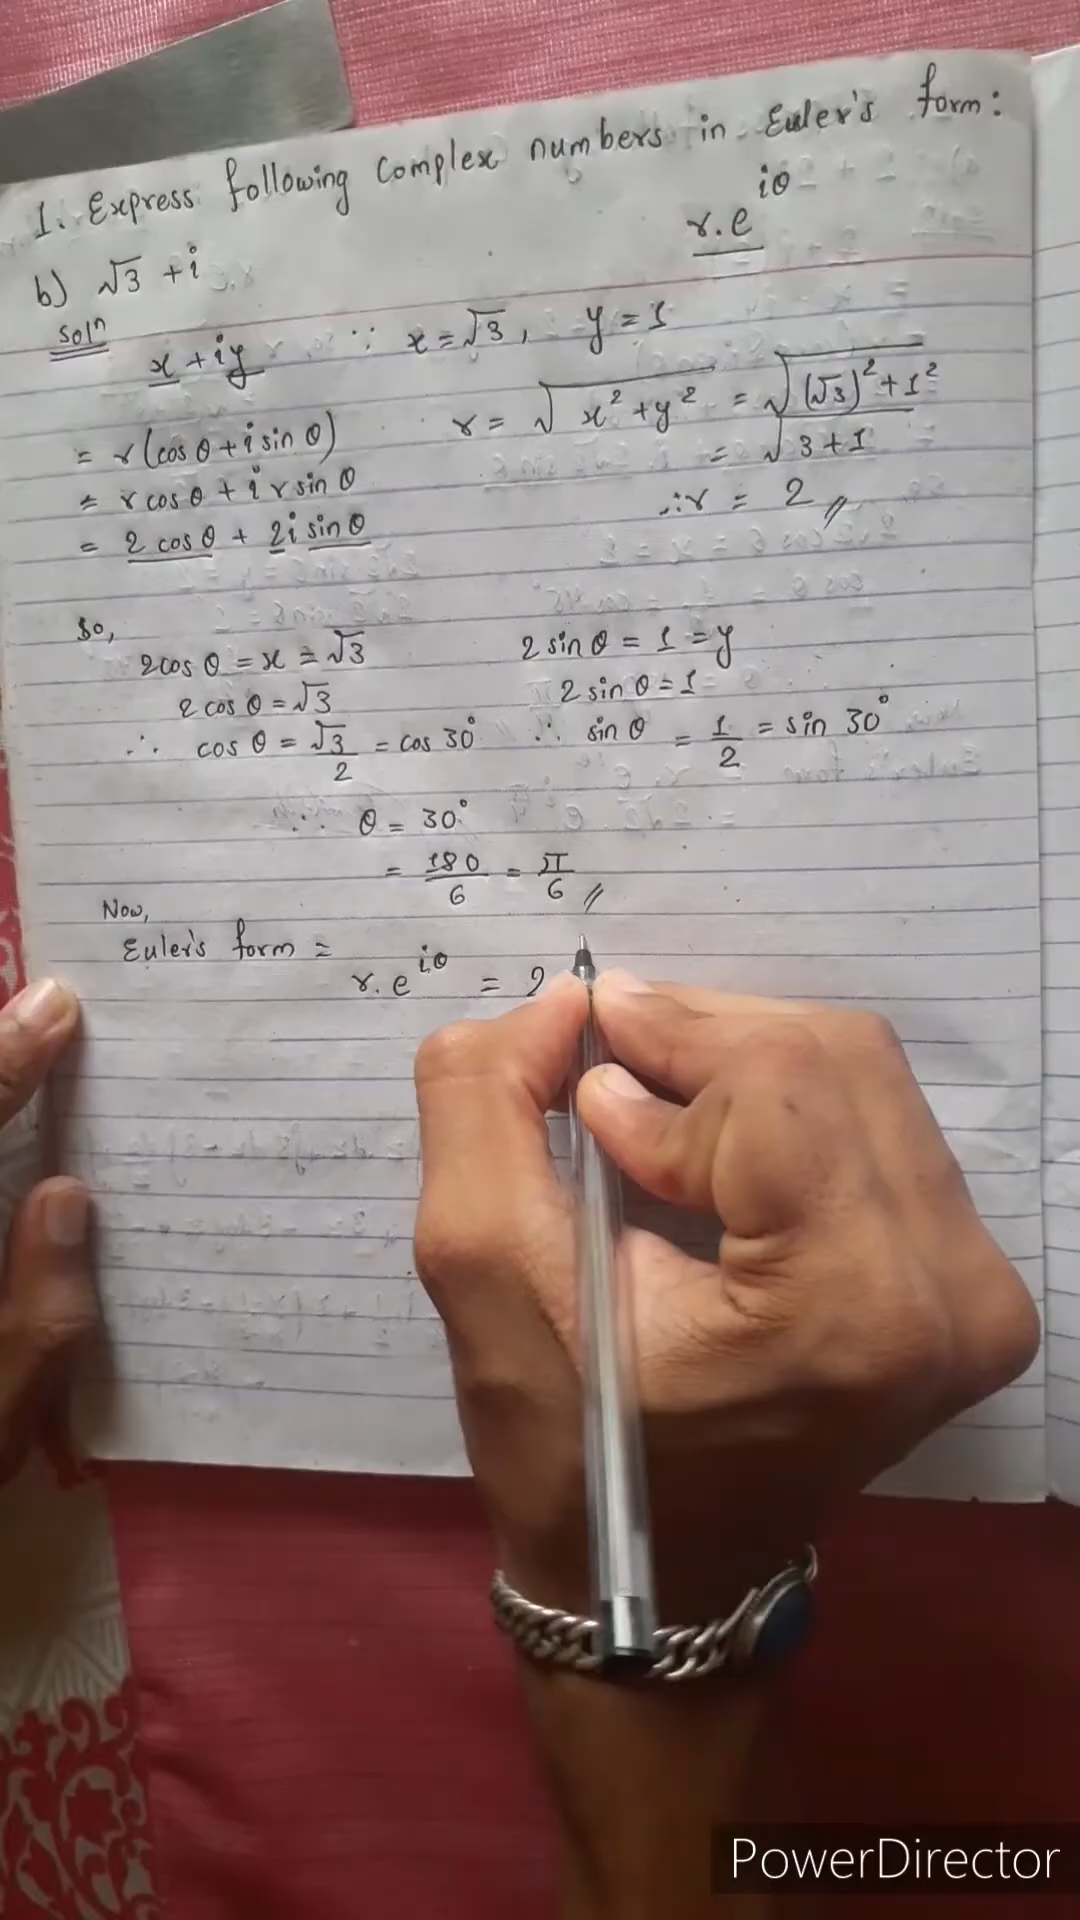 1. Express following complex numbers in Euler's form:
r.e^iθ
b) √3 + i
Soln
x + iy ∵ x = √3, y = 1
= r(cos θ + i sin θ) r = √x² + y² = √(√3)² + 1²
= r cos θ + i r sin θ = √3 + 1
= 2 cos θ + 2i sin θ ∴ r = 2 //
So,
2cos θ = x = √3 2 sin θ = 1 = y
2 cos θ = √3 2 sin θ = 1
∴ cos θ = √3/2 = cos 30° ∴ sin θ = 1/2 = sin 30°
∴ θ = 30°
= 180/6 = π/6 //
Now,
Euler's form =
r.e^iθ = 2
PowerDirector